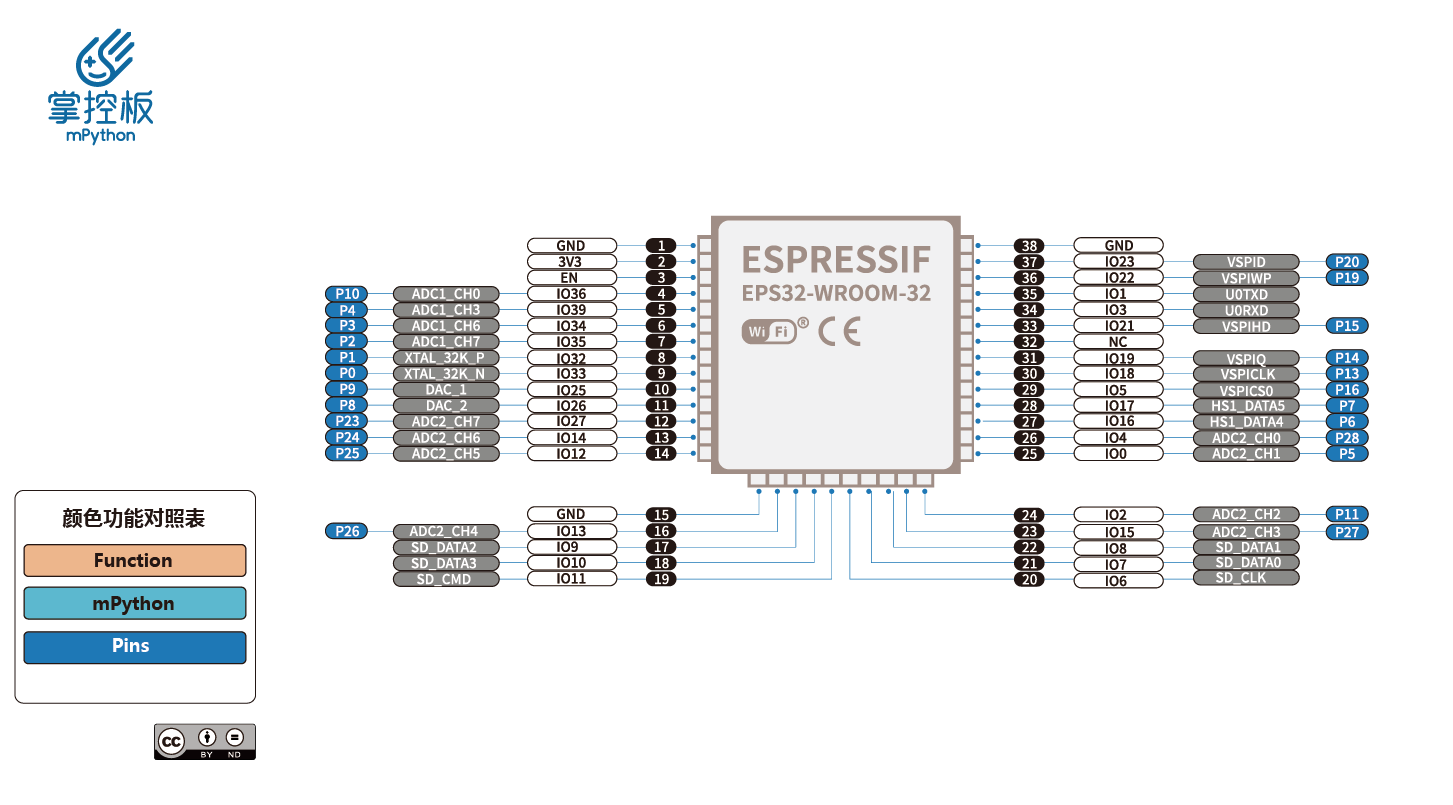 掌控板
mPython
ESPRESSIF
EPS32-WROOM-32
Wi Fi ® CE
GND 1
3V3 2
EN 3
P10 ADC1_CH0 IO36 4
P4 ADC1_CH3 IO39 5
P3 ADC1_CH6 IO34 6
P2 ADC1_CH7 IO35 7
P1 XTAL_32K_P IO32 8
P0 XTAL_32K_N IO33 9
P9 DAC_1 IO25 10
P8 DAC_2 IO26 11
P23 ADC2_CH7 IO27 12
P24 ADC2_CH6 IO14 13
P25 ADC2_CH5 IO12 14
38 GND
37 IO23 VSPID P20
36 IO22 VSPIWP P19
35 IO1 U0TXD
34 IO3 U0RXD
33 IO21 VSPIHD P15
32 NC
31 IO19 VSPIQ P14
30 IO18 VSPICLK P13
29 IO5 VSPICS0 P16
28 IO17 HS1_DATA5 P7
27 IO16 HS1_DATA4 P6
26 IO4 ADC2_CH0 P28
25 IO0 ADC2_CH1 P5
GND 15
P26 ADC2_CH4 IO13 16
SD_DATA2 IO9 17
SD_DATA3 IO10 18
SD_CMD IO11 19
24 IO2 ADC2_CH2 P11
23 IO15 ADC2_CH3 P27
22 IO8 SD_DATA1
21 IO7 SD_DATA0
20 IO6 SD_CLK
颜色功能对照表
Function
mPython
Pins
cc
BY ND